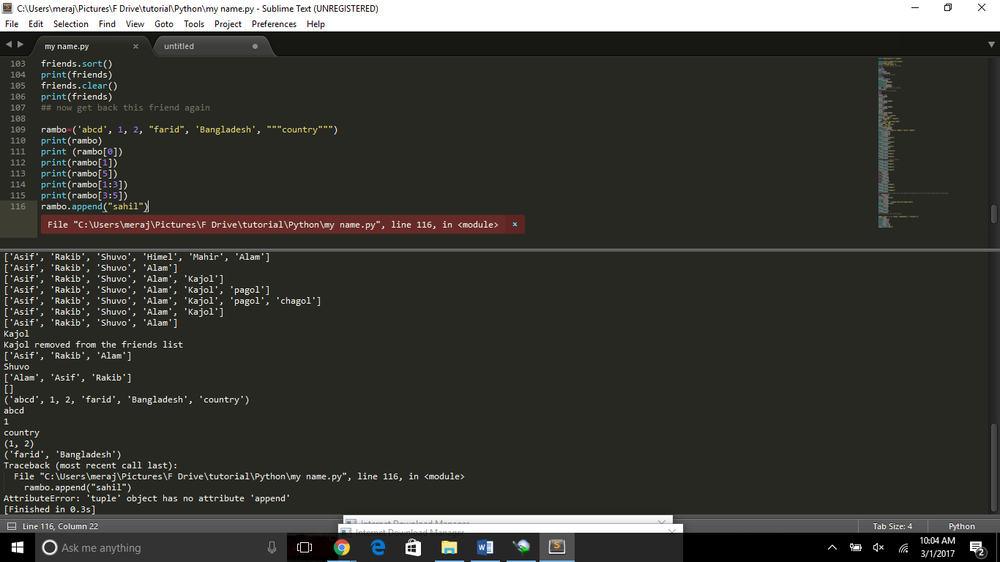 C:\Users\meraj\Pictures\F Drive\tutorial\Python\my name.py - Sublime Text (UNREGISTERED)
File Edit Selection Find View Goto Tools Project Preferences Help
my name.py × untitled
103 friends.sort()
104 print(friends)
105 friends.clear()
106 print(friends)
107 ## now get back this friend again
108
109 rambo=('abcd', 1, 2, "farid", 'Bangladesh', """country""")
110 print(rambo)
111 print (rambo[0])
112 print(rambo[1])
113 print(rambo[5])
114 print(rambo[1:3])
115 print(rambo[3:5])
116 rambo.append("sahil")
File "C:\Users\meraj\Pictures\F Drive\tutorial\Python\my name.py", line 116, in <module> ×
['Asif', 'Rakib', 'Shuvo', 'Himel', 'Mahir', 'Alam']
['Asif', 'Rakib', 'Shuvo', 'Alam']
['Asif', 'Rakib', 'Shuvo', 'Alam', 'Kajol']
['Asif', 'Rakib', 'Shuvo', 'Alam', 'Kajol', 'pagol']
['Asif', 'Rakib', 'Shuvo', 'Alam', 'Kajol', 'pagol', 'chagol']
['Asif', 'Rakib', 'Shuvo', 'Alam', 'Kajol']
['Asif', 'Rakib', 'Shuvo', 'Alam']
Kajol
Kajol removed from the friends list
['Asif', 'Rakib', 'Alam']
Shuvo
['Alam', 'Asif', 'Rakib']
[]
('abcd', 1, 2, 'farid', 'Bangladesh', 'country')
abcd
1
country
(1, 2)
('farid', 'Bangladesh')
Traceback (most recent call last):
  File "C:\Users\meraj\Pictures\F Drive\tutorial\Python\my name.py", line 116, in <module>
    rambo.append("sahil")
AttributeError: 'tuple' object has no attribute 'append'
[Finished in 0.3s]
Internet Download Manager
Line 116, Column 22 Tab Size: 4 Python
Internet Download Manager
Ask me anything
10:04 AM
3/1/2017
2